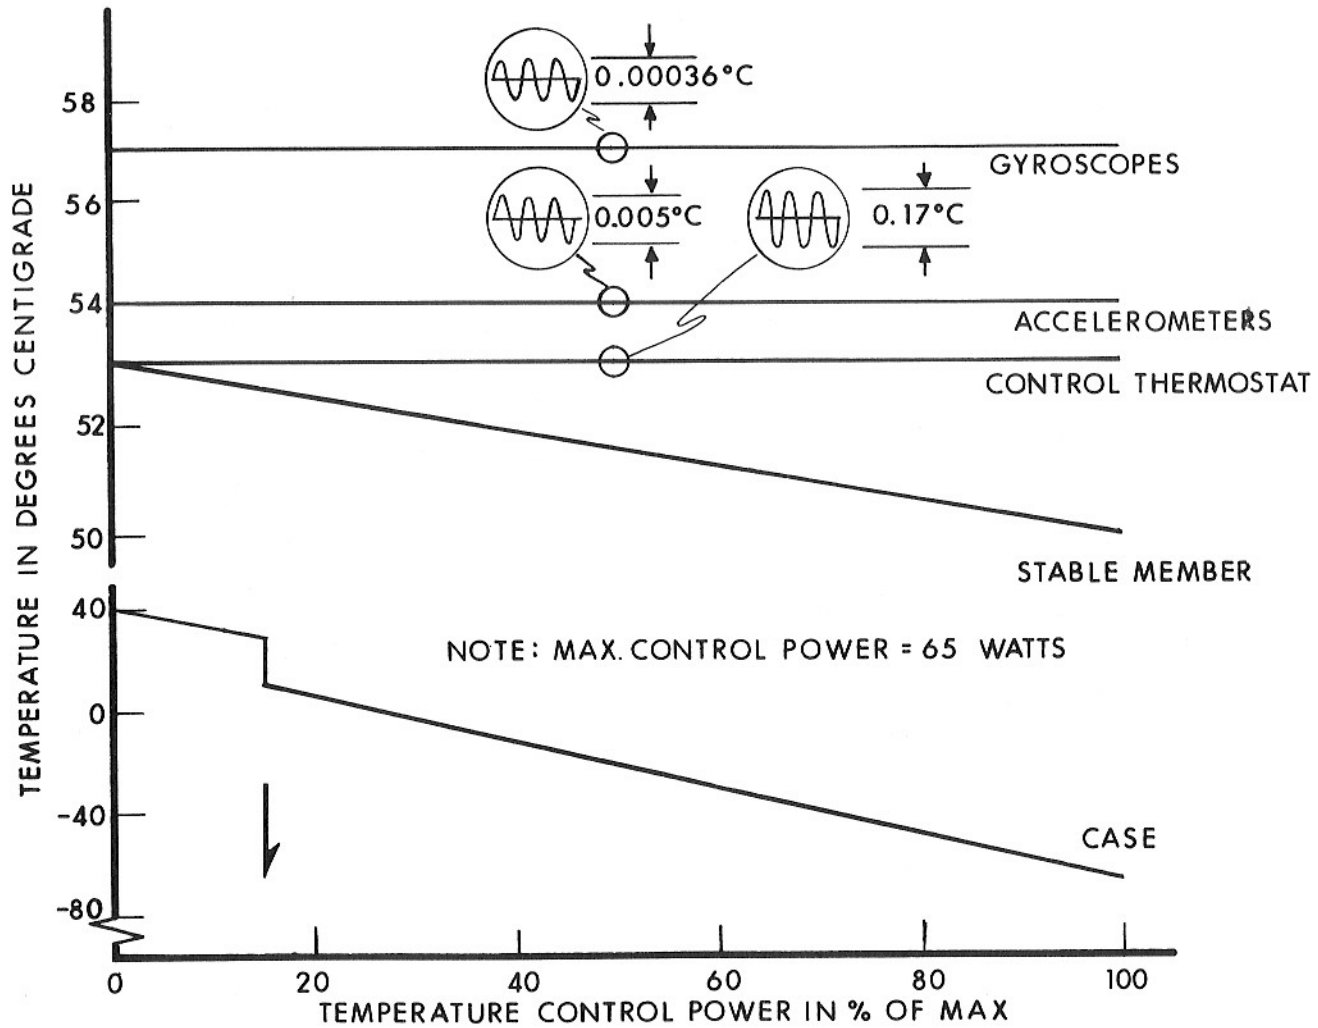 0.00036°C
58
GYROSCOPES
56
0.005°C
0.17°C
54
ACCELEROMETERS
CONTROL THERMOSTAT
52
50
STABLE MEMBER
40
NOTE: MAX. CONTROL POWER = 65 WATTS
0
-40
CASE
-80
0 20 40 60 80 100
TEMPERATURE CONTROL POWER IN % OF MAX
TEMPERATURE IN DEGREES CENTIGRADE